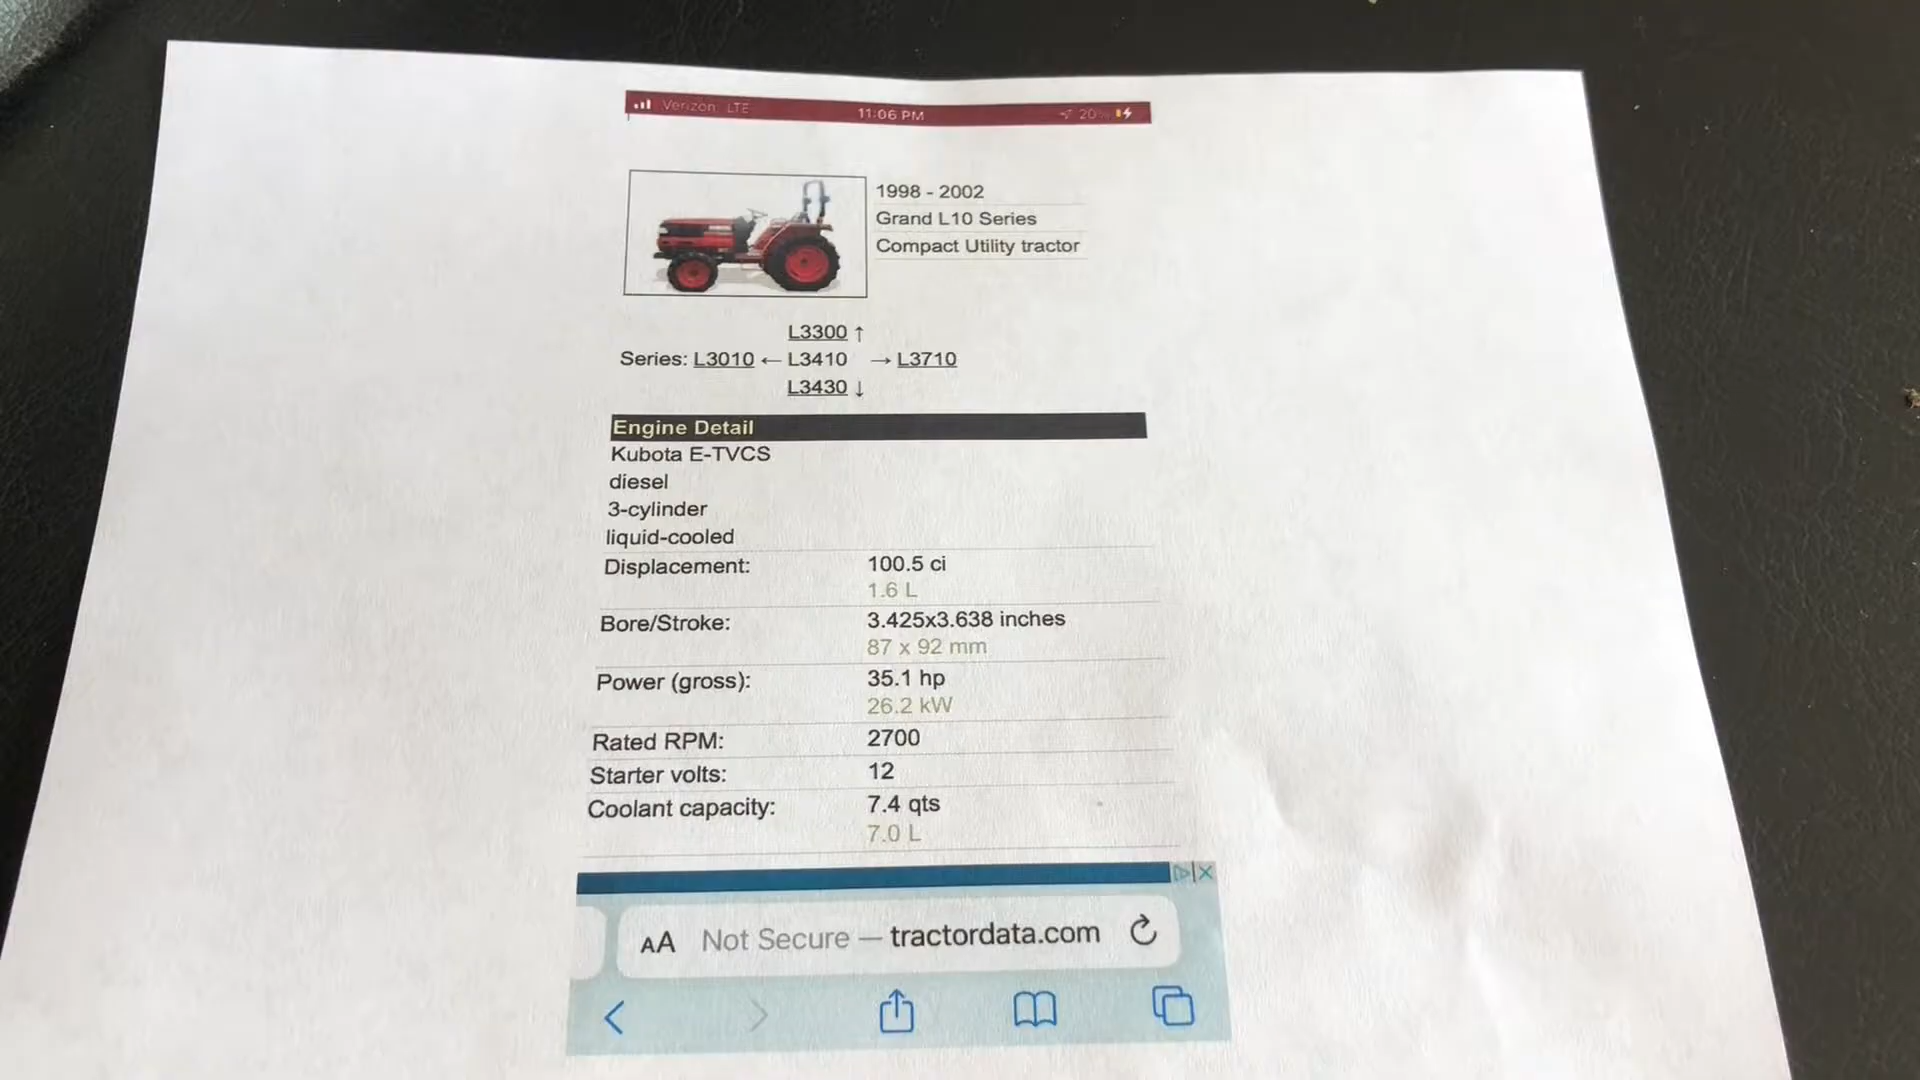 Verizon LTE 11:06 PM 20%
1998 - 2002
Grand L10 Series
Compact Utility tractor
L3300 ↑
Series: L3010 ← L3410 → L3710
L3430 ↓
Engine Detail
Kubota E-TVCS
diesel
3-cylinder
liquid-cooled
Displacement: 100.5 ci
1.6 L
Bore/Stroke: 3.425x3.638 inches
87 x 92 mm
Power (gross): 35.1 hp
26.2 kW
Rated RPM: 2700
Starter volts: 12
Coolant capacity: 7.4 qts
7.0 L
AA Not Secure — tractordata.com